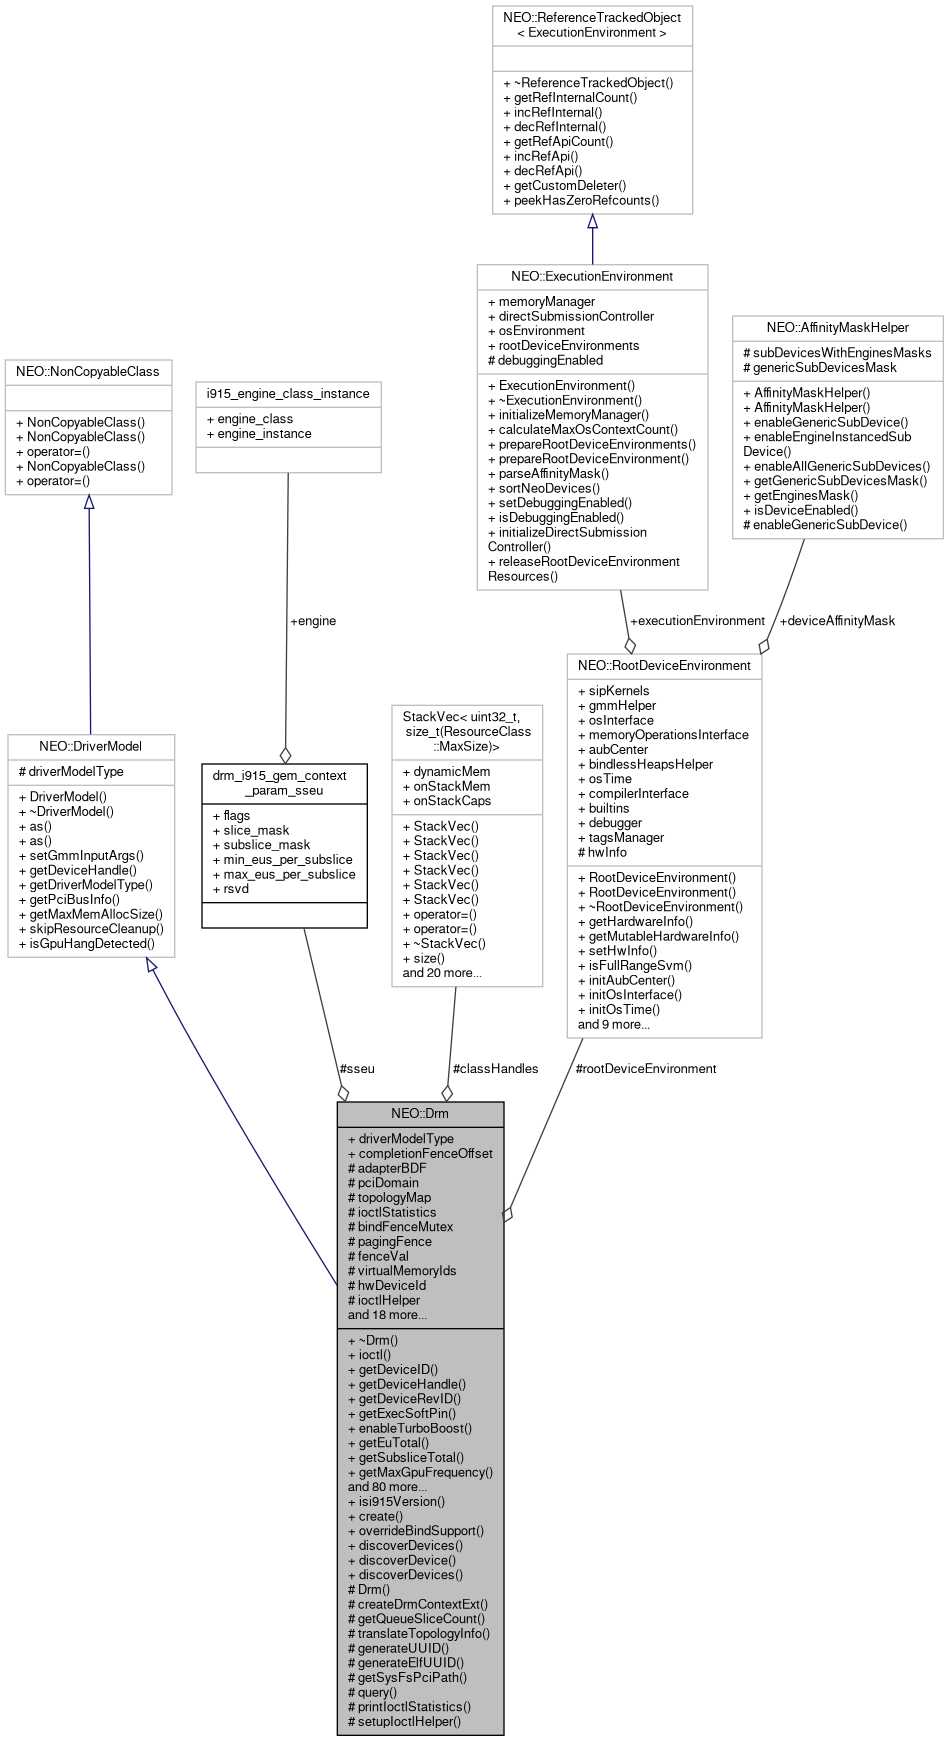 NEO::ReferenceTrackedObject
< ExecutionEnvironment >
+ ~ReferenceTrackedObject()
+ getRefInternalCount()
+ incRefInternal()
+ decRefInternal()
+ getRefApiCount()
+ incRefApi()
+ decRefApi()
+ getCustomDeleter()
+ peekHasZeroRefcounts()
NEO::ExecutionEnvironment
+ memoryManager
+ directSubmissionController
+ osEnvironment
+ rootDeviceEnvironments
# debuggingEnabled
+ ExecutionEnvironment()
+ ~ExecutionEnvironment()
+ initializeMemoryManager()
+ calculateMaxOsContextCount()
+ prepareRootDeviceEnvironments()
+ prepareRootDeviceEnvironment()
+ parseAffinityMask()
+ sortNeoDevices()
+ setDebuggingEnabled()
+ isDebuggingEnabled()
+ initializeDirectSubmission
Controller()
+ releaseRootDeviceEnvironment
Resources()
NEO::AffinityMaskHelper
# subDevicesWithEnginesMasks
# genericSubDevicesMask
+ AffinityMaskHelper()
+ AffinityMaskHelper()
+ enableGenericSubDevice()
+ enableEngineInstancedSub
Device()
+ enableAllGenericSubDevices()
+ getGenericSubDevicesMask()
+ getEnginesMask()
+ isDeviceEnabled()
# enableGenericSubDevice()
NEO::NonCopyableClass
+ NonCopyableClass()
+ NonCopyableClass()
+ operator=()
+ NonCopyableClass()
+ operator=()
i915_engine_class_instance
+ engine_class
+ engine_instance
+engine
+executionEnvironment
+deviceAffinityMask
NEO::DriverModel
# driverModelType
+ DriverModel()
+ ~DriverModel()
+ as()
+ as()
+ setGmmInputArgs()
+ getDeviceHandle()
+ getDriverModelType()
+ getPciBusInfo()
+ getMaxMemAllocSize()
+ skipResourceCleanup()
+ isGpuHangDetected()
drm_i915_gem_context
_param_sseu
+ flags
+ slice_mask
+ subslice_mask
+ min_eus_per_subslice
+ max_eus_per_subslice
+ rsvd
StackVec< uint32_t,
size_t(ResourceClass
::MaxSize)>
+ dynamicMem
+ onStackMem
+ onStackCaps
+ StackVec()
+ StackVec()
+ StackVec()
+ StackVec()
+ StackVec()
+ StackVec()
+ operator=()
+ operator=()
+ ~StackVec()
+ size()
and 20 more...
NEO::RootDeviceEnvironment
+ sipKernels
+ gmmHelper
+ osInterface
+ memoryOperationsInterface
+ aubCenter
+ bindlessHeapsHelper
+ osTime
+ compilerInterface
+ builtins
+ debugger
+ tagsManager
# hwInfo
+ RootDeviceEnvironment()
+ RootDeviceEnvironment()
+ ~RootDeviceEnvironment()
+ getHardwareInfo()
+ getMutableHardwareInfo()
+ setHwInfo()
+ isFullRangeSvm()
+ initAubCenter()
+ initOsInterface()
+ initOsTime()
and 9 more...
#sseu
#classHandles
#rootDeviceEnvironment
NEO::Drm
+ driverModelType
+ completionFenceOffset
# adapterBDF
# pciDomain
# topologyMap
# ioctlStatistics
# bindFenceMutex
# pagingFence
# fenceVal
# virtualMemoryIds
# hwDeviceId
# ioctlHelper
and 18 more...
+ ~Drm()
+ ioctl()
+ getDeviceID()
+ getDeviceHandle()
+ getDeviceRevID()
+ getExecSoftPin()
+ enableTurboBoost()
+ getEuTotal()
+ getSubsliceTotal()
+ getMaxGpuFrequency()
and 80 more...
+ isi915Version()
+ create()
+ overrideBindSupport()
+ discoverDevices()
+ discoverDevice()
+ discoverDevices()
# Drm()
# createDrmContextExt()
# getQueueSliceCount()
# translateTopologyInfo()
# generateUUID()
# generateElfUUID()
# getSysFsPciPath()
# query()
# printIoctlStatistics()
# setupIoctlHelper()